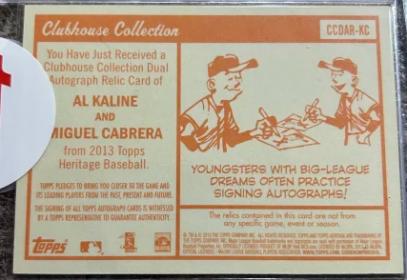 Clubhouse Collection
CCDAR-KC
You Have Just Received a
Clubhouse Collection Dual
Autograph Relic Card of
AL KALINE
AND
MIGUEL CABRERA
from 2013 Topps
Heritage Baseball.
TOPPS PLEDGES TO BRING YOU CLOSER TO THE GAME AND
ITS LEADING PLAYERS FROM THE PAST, PRESENT AND FUTURE.
THE SIGNING OF ALL TOPPS AUTOGRAPH CARDS IS WITNESSED
BY A TOPPS REPRESENTATIVE TO GUARANTEE AUTHENTICITY.
Topps
YOUNGSTERS WITH BIG-LEAGUE
DREAMS OFTEN PRACTICE
SIGNING AUTOGRAPHS!
The relics contained in this card are not from
any specific game, event or season.